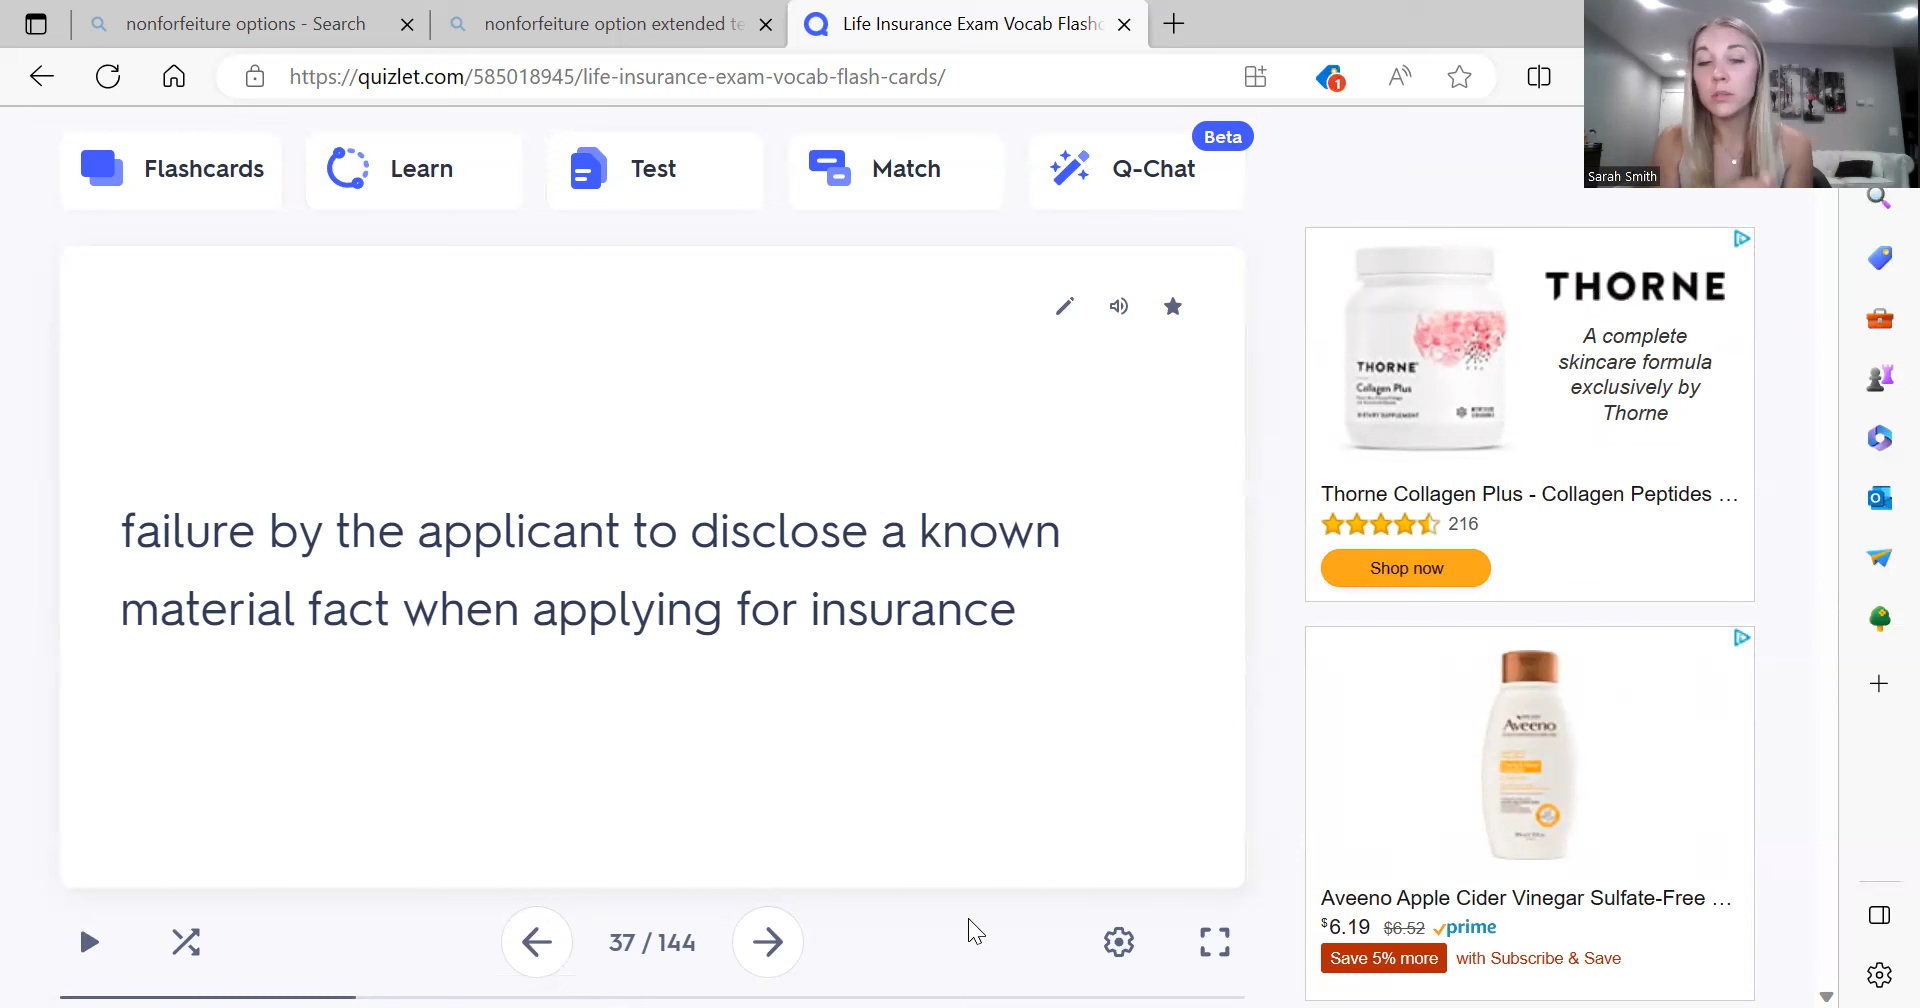 nonforfeiture options - Search
nonforfeiture option extended te
Life Insurance Exam Vocab Flashc
https://quizlet.com/585018945/life-insurance-exam-vocab-flash-cards/
1
Sarah Smith
Flashcards
Learn
Test
Match
Q-Chat
Beta
failure by the applicant to disclose a known
material fact when applying for insurance
37 / 144
THORNE
A complete
skincare formula
exclusively by
Thorne
THORNE
Collagen Plus
DIETARY SUPPLEMENT
Thorne Collagen Plus - Collagen Peptides ...
216
Shop now
Aveeno
Aveeno Apple Cider Vinegar Sulfate-Free ...
$6.19 $6.52 prime
Save 5% more with Subscribe & Save